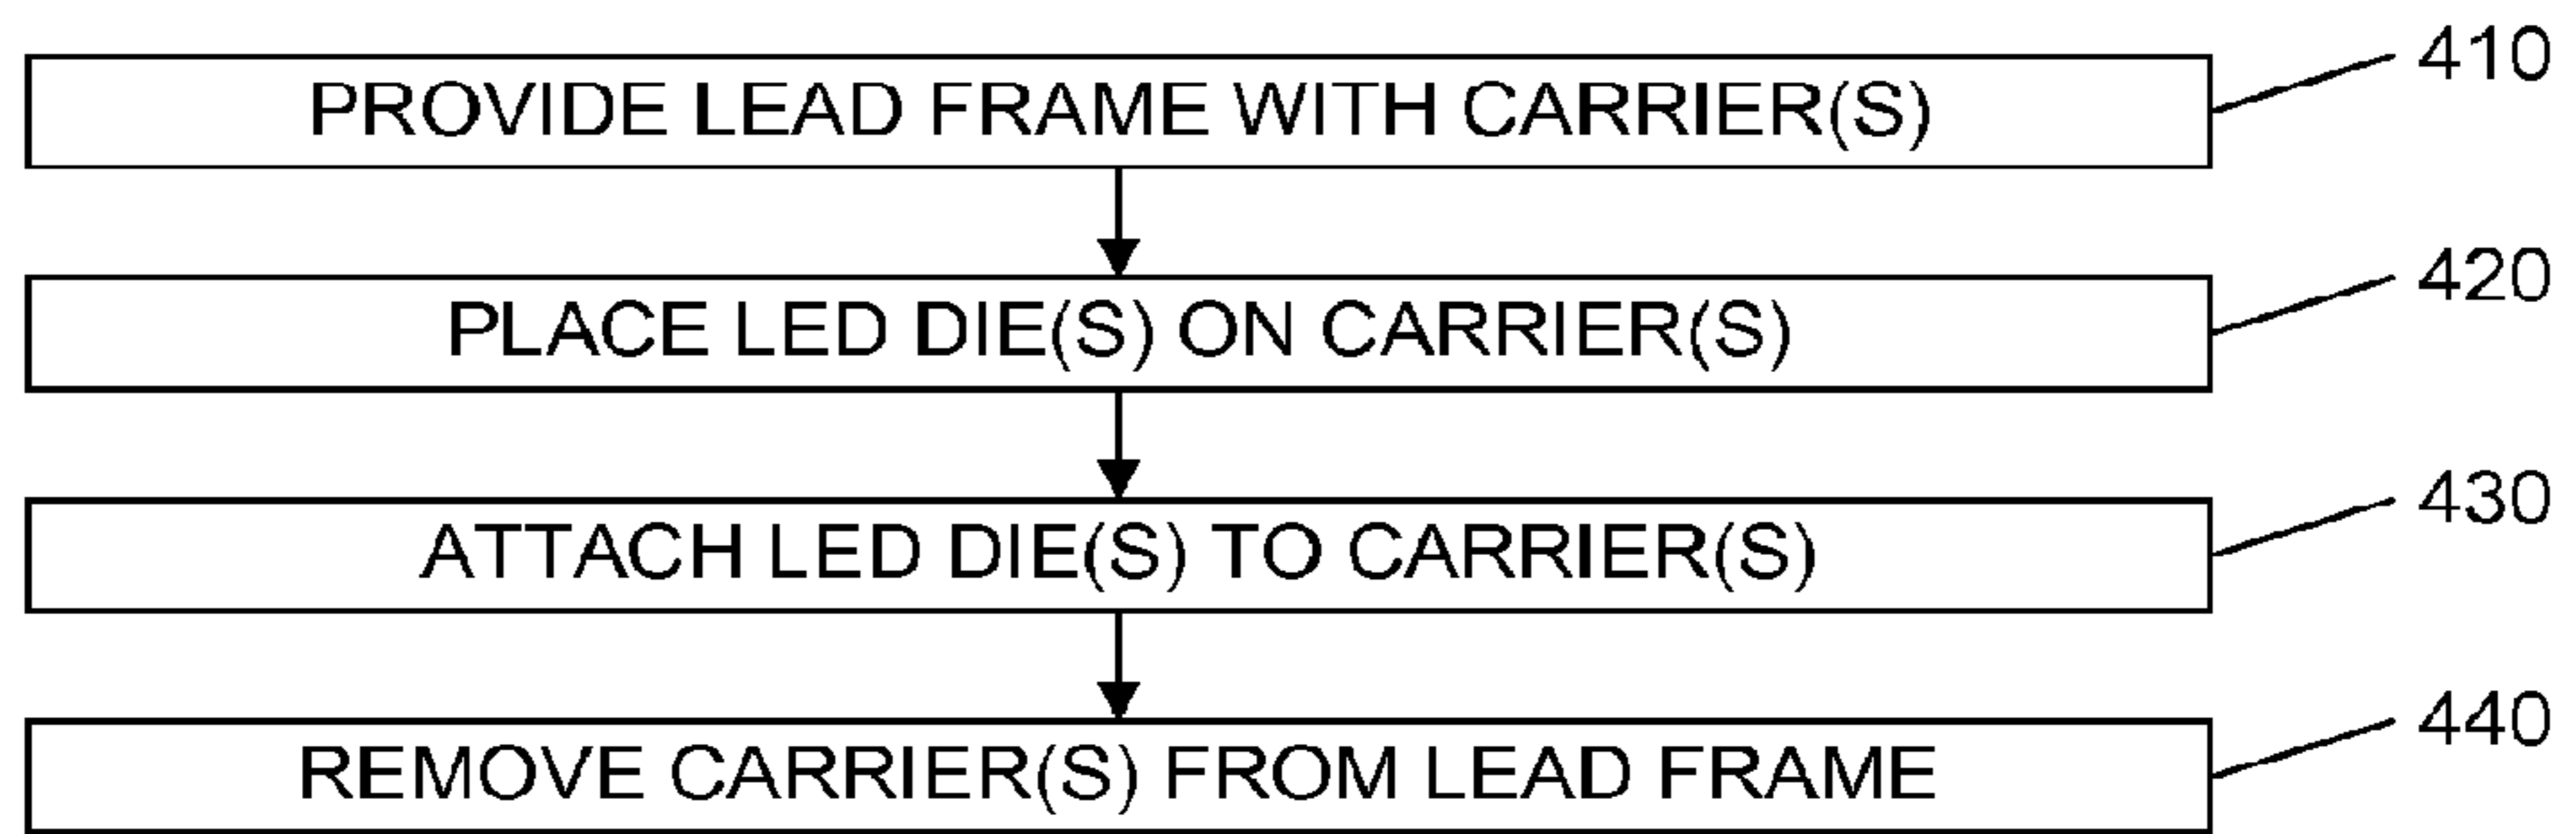 PROVIDE LEAD FRAME WITH CARRIER(S) 410
PLACE LED DIE(S) ON CARRIER(S) 420
ATTACH LED DIE(S) TO CARRIER(S) 430
REMOVE CARRIER(S) FROM LEAD FRAME 440